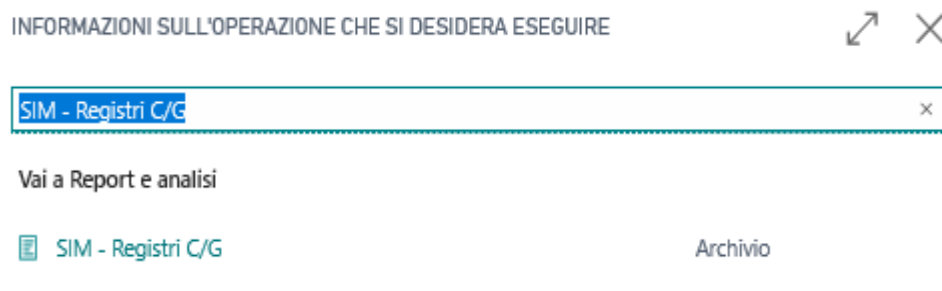 INFORMAZIONI SULL'OPERAZIONE CHE SI DESIDERA ESEGUIRE
SIM - Registri C/G
Vai a Report e analisi
SIM - Registri C/G Archivio